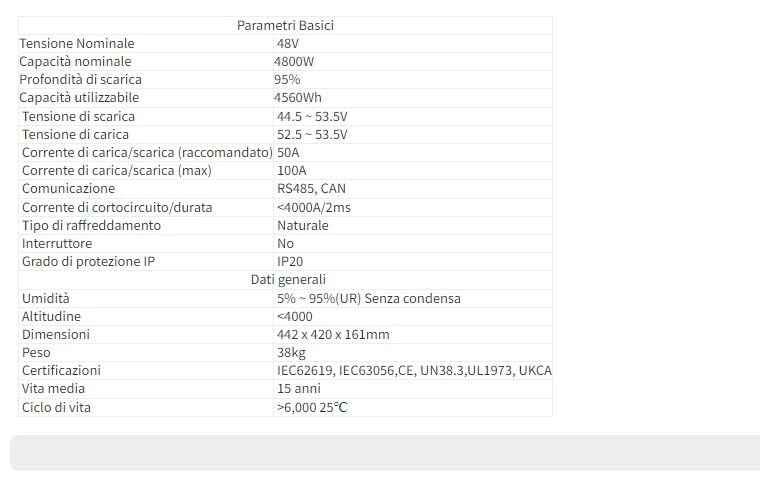 Parametri Basici
Tensione Nominale 48V
Capacità nominale 4800W
Profondità di scarica 95%
Capacità utilizzabile 4560Wh
Tensione di scarica 44.5 ~ 53.5V
Tensione di carica 52.5 ~ 53.5V
Corrente di carica/scarica (raccomandato) 50A
Corrente di carica/scarica (max) 100A
Comunicazione RS485, CAN
Corrente di cortocircuito/durata <4000A/2ms
Tipo di raffreddamento Naturale
Interruttore No
Grado di protezione IP IP20
Dati generali
Umidità 5% ~ 95%(UR) Senza condensa
Altitudine <4000
Dimensioni 442 x 420 x 161mm
Peso 38kg
Certificazioni IEC62619, IEC63056,CE, UN38.3,UL1973, UKCA
Vita media 15 anni
Ciclo di vita >6,000 25℃